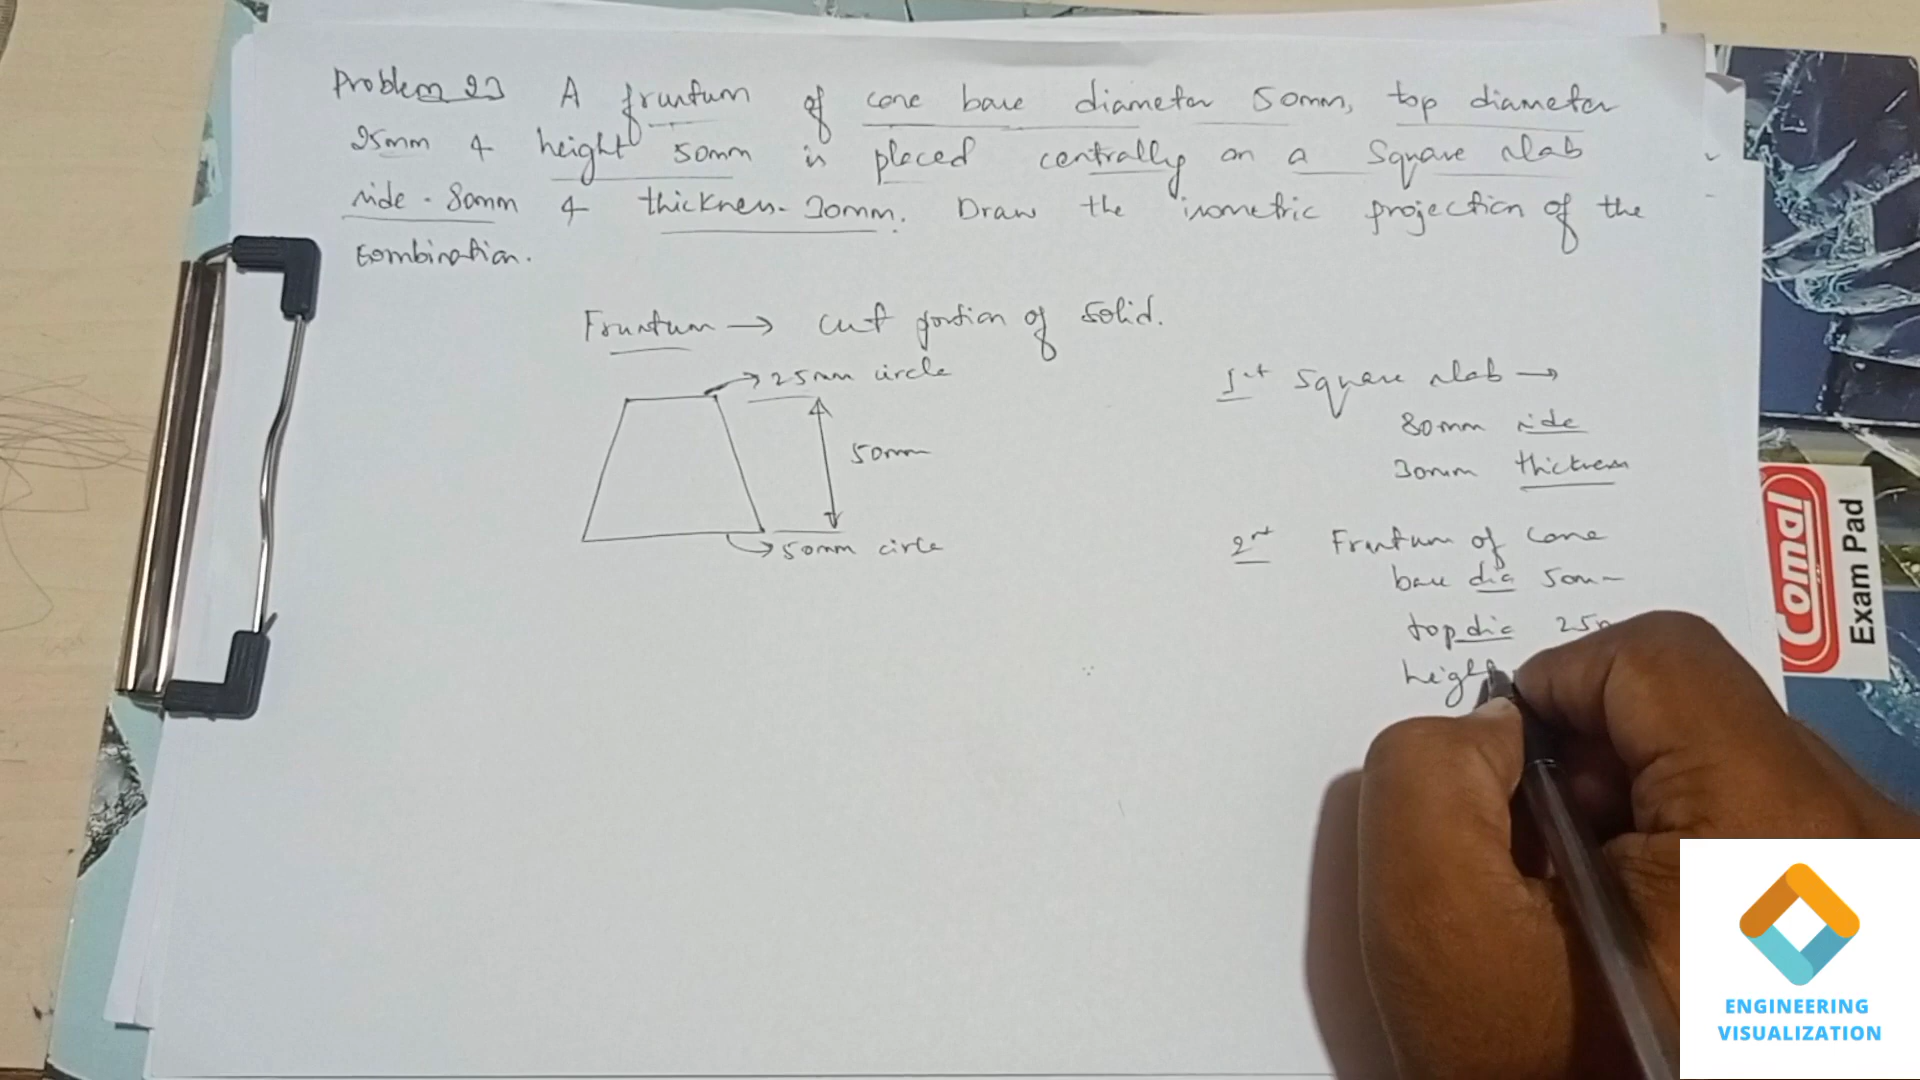 Problem 23 A frustum of cone base diameter 50mm, top diameter
25mm & height 50mm is placed centrally on a square slab
side - 80mm & thickness - 30mm. Draw the isometric projection of the
combination.
Frustum → cut portion of solid.
→ 25mm circle
50mm
→ 50mm circle
1st Square slab →
80mm side
30mm thickness
2nd Frustum of cone
base dia 50m
top dia 25
heigh
Comal
Exam Pad
ENGINEERING
VISUALIZATION